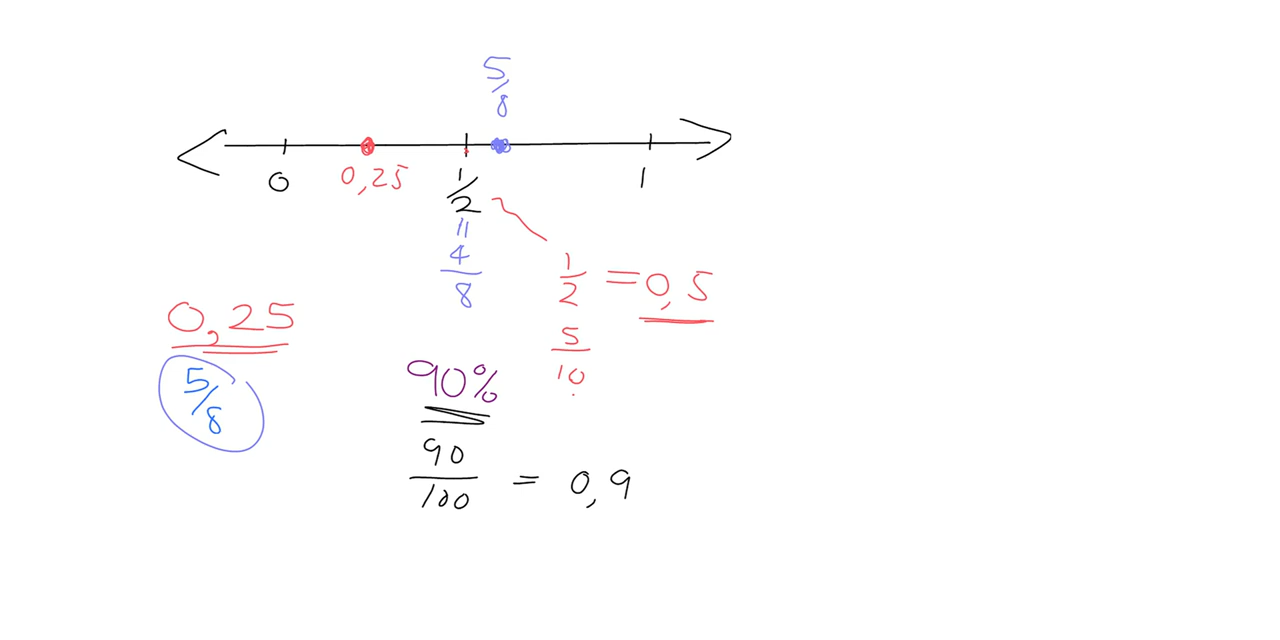 5/8
0 0,25 1/2 1
=
4/8
1/2 = 0,5
5/10
0,25
5/8
90%
90/100 = 0,9